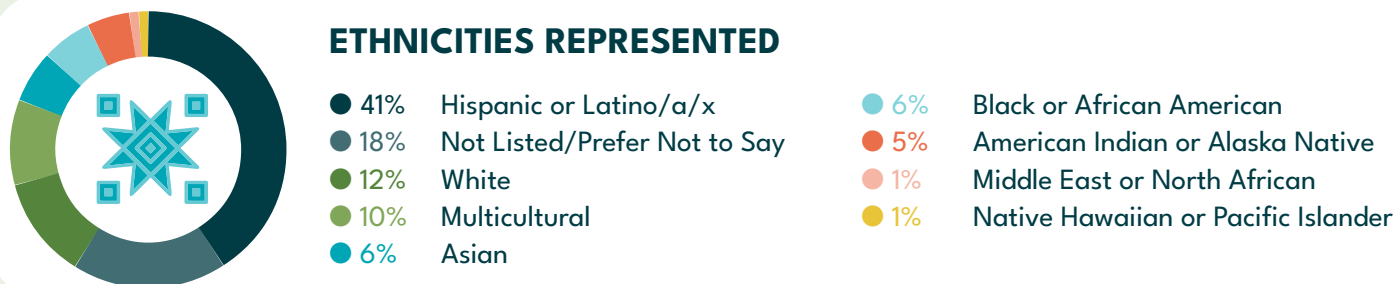 ETHNICITIES REPRESENTED
41% Hispanic or Latino/a/x
18% Not Listed/Prefer Not to Say
12% White
10% Multicultural
6% Asian
6% Black or African American
5% American Indian or Alaska Native
1% Middle East or North African
1% Native Hawaiian or Pacific Islander